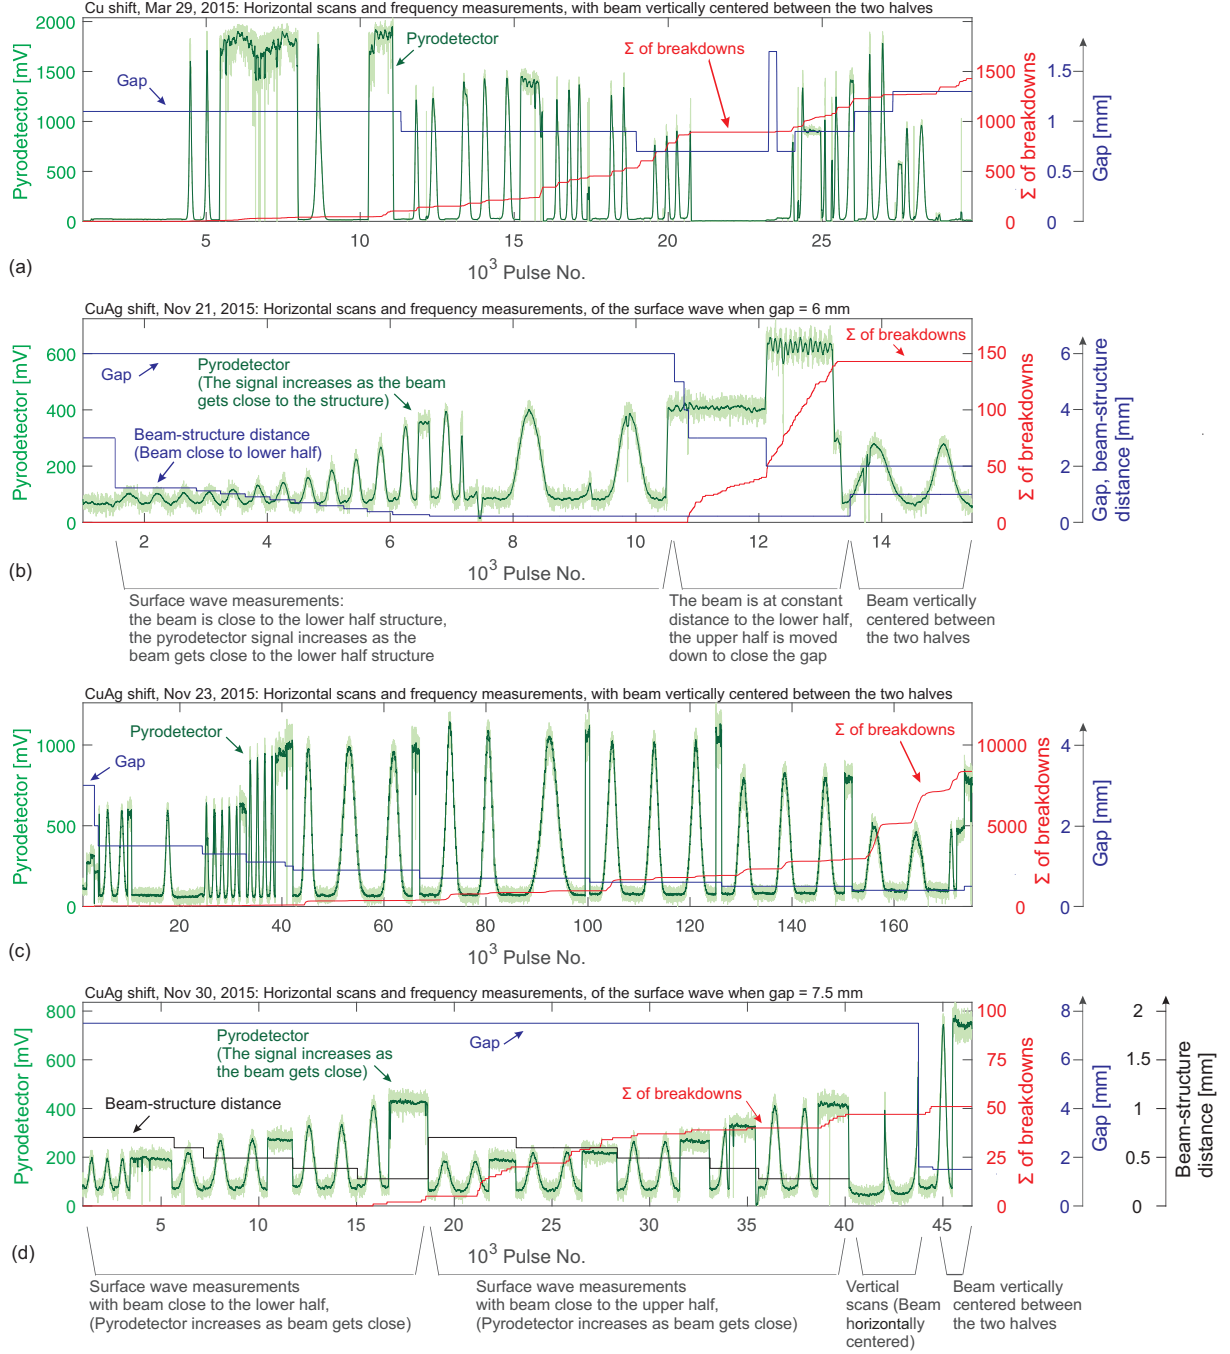 Cu shift, Mar 29, 2015: Horizontal scans and frequency measurements, with beam vertically centered between the two halves
Pyrodetector [mV]
2000
1500
1000
500
0
Gap
Pyrodetector
Σ of breakdowns
1500
1000
500
0
Σ of breakdowns
1.5
1
0.5
0
Gap [mm]
5
10
15
20
25
10³ Pulse No.
(a)
CuAg shift, Nov 21, 2015: Horizontal scans and frequency measurements, of the surface wave when gap = 6 mm
Pyrodetector [mV]
600
400
200
0
Gap
Pyrodetector
(The signal increases as the beam
gets close to the structure)
Beam-structure distance
(Beam close to lower half)
Σ of breakdowns
150
100
50
0
Σ of breakdowns
6
4
2
0
Gap, beam-structure
distance [mm]
2
4
6
8
10
12
14
10³ Pulse No.
(b)
Surface wave measurements:
the beam is close to the lower half structure,
the pyrodetector signal increases as the
beam gets close to the lower half structure
The beam is at constant
distance to the lower half,
the upper half is moved
down to close the gap
Beam vertically
centered between
the two halves
CuAg shift, Nov 23, 2015: Horizontal scans and frequency measurements, with beam vertically centered between the two halves
Pyrodetector [mV]
1000
500
0
Gap
Pyrodetector
Σ of breakdowns
10000
5000
0
Σ of breakdowns
4
2
0
Gap [mm]
20
40
60
80
100
120
140
160
10³ Pulse No.
(c)
CuAg shift, Nov 30, 2015: Horizontal scans and frequency measurements, of the surface wave when gap = 7.5 mm
Pyrodetector [mV]
800
600
400
200
0
Pyrodetector
(The signal increases as
the beam gets close)
Gap
Beam-structure distance
Σ of breakdowns
100
75
50
25
0
Σ of breakdowns
8
6
4
2
0
Gap [mm]
2
1.5
1
0.5
0
Beam-structure
distance [mm]
5
10
15
20
25
30
35
40
45
10³ Pulse No.
(d)
Surface wave measurements
with beam close to the lower half,
(Pyrodetector increases as beam gets close)
Surface wave measurements
with beam close to the upper half,
(Pyrodetector increases as beam gets close)
Vertical
scans (Beam
horizontally
centered)
Beam vertically
centered between
the two halves